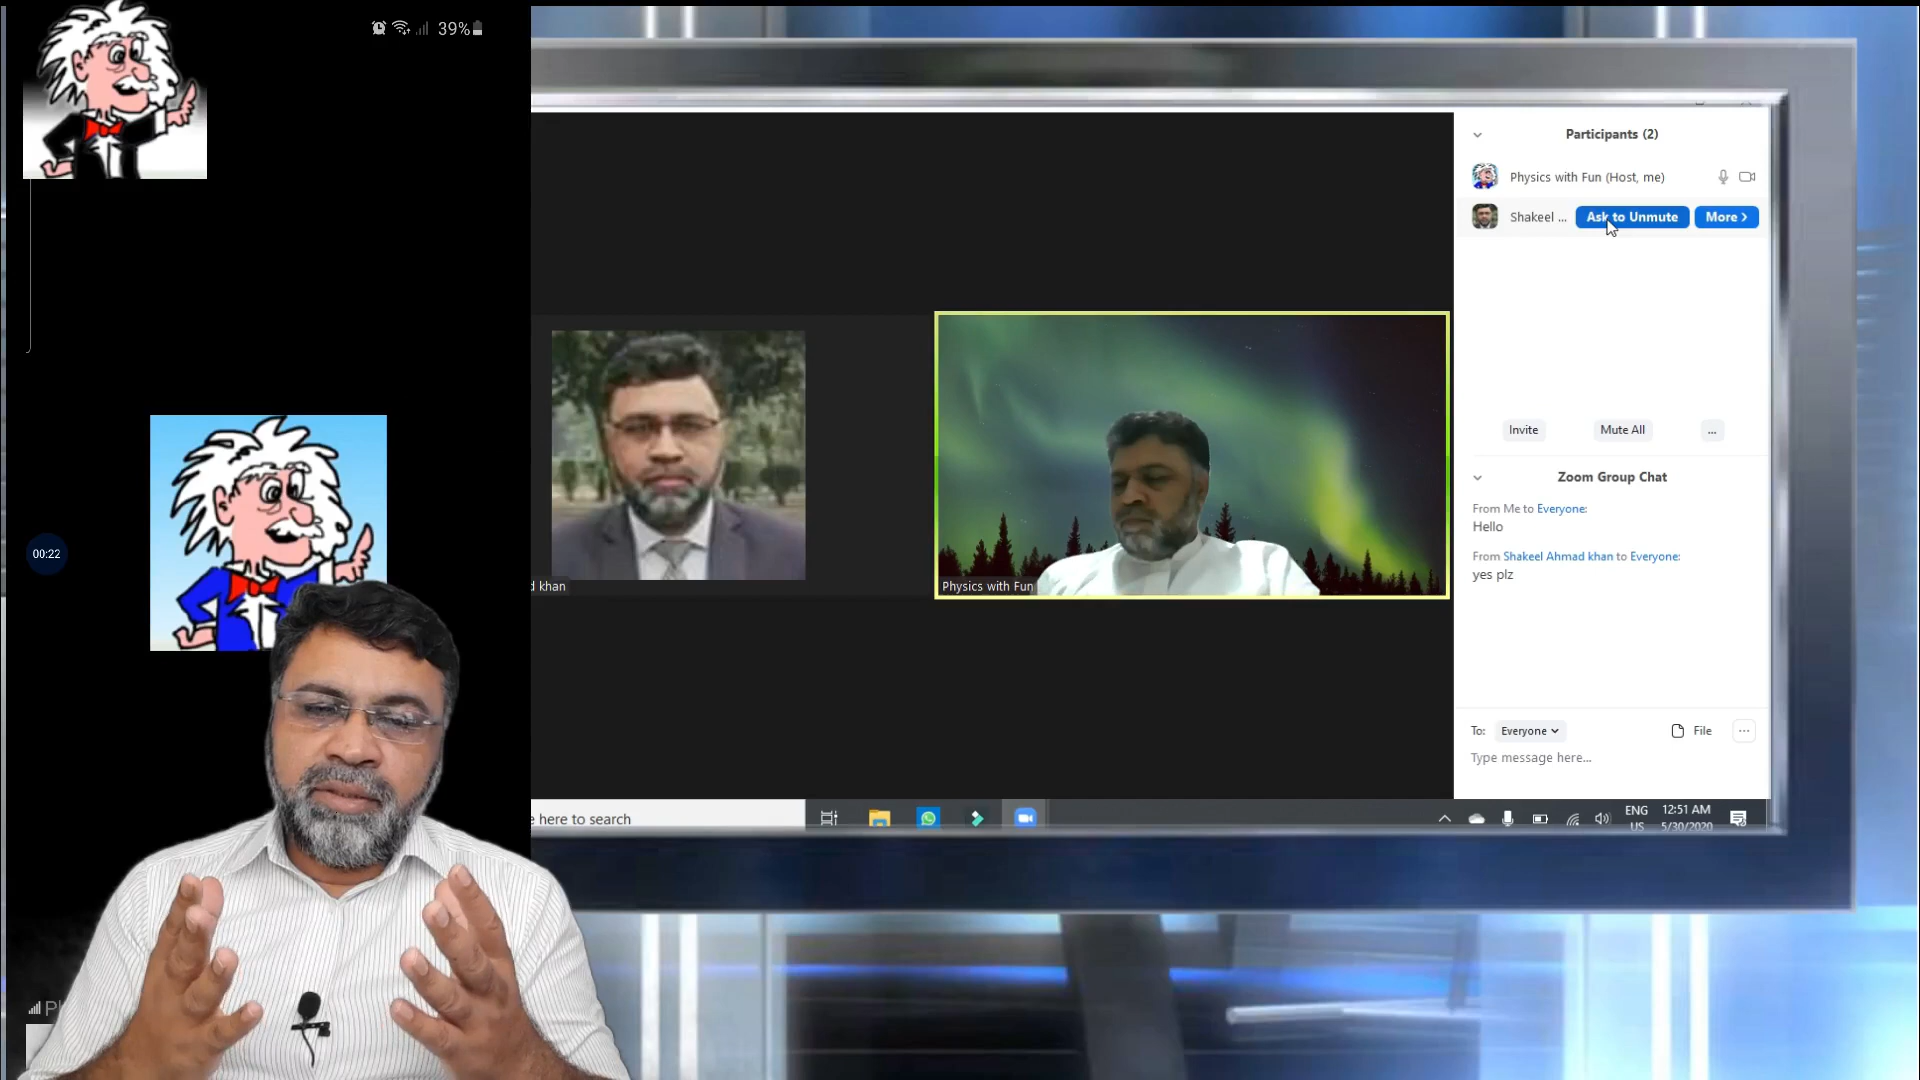 39%
00:22
d khan
Physics with Fun
Participants (2)
Physics with Fun (Host, me)
Shakeel ...
Ask to Unmute
More
Invite
Mute All
...
Zoom Group Chat
From Me to Everyone:
Hello
From Shakeel Ahmad khan to Everyone:
yes plz
To: Everyone
File
Type message here...
e here to search
ENG
US
12:51 AM
5/30/2020